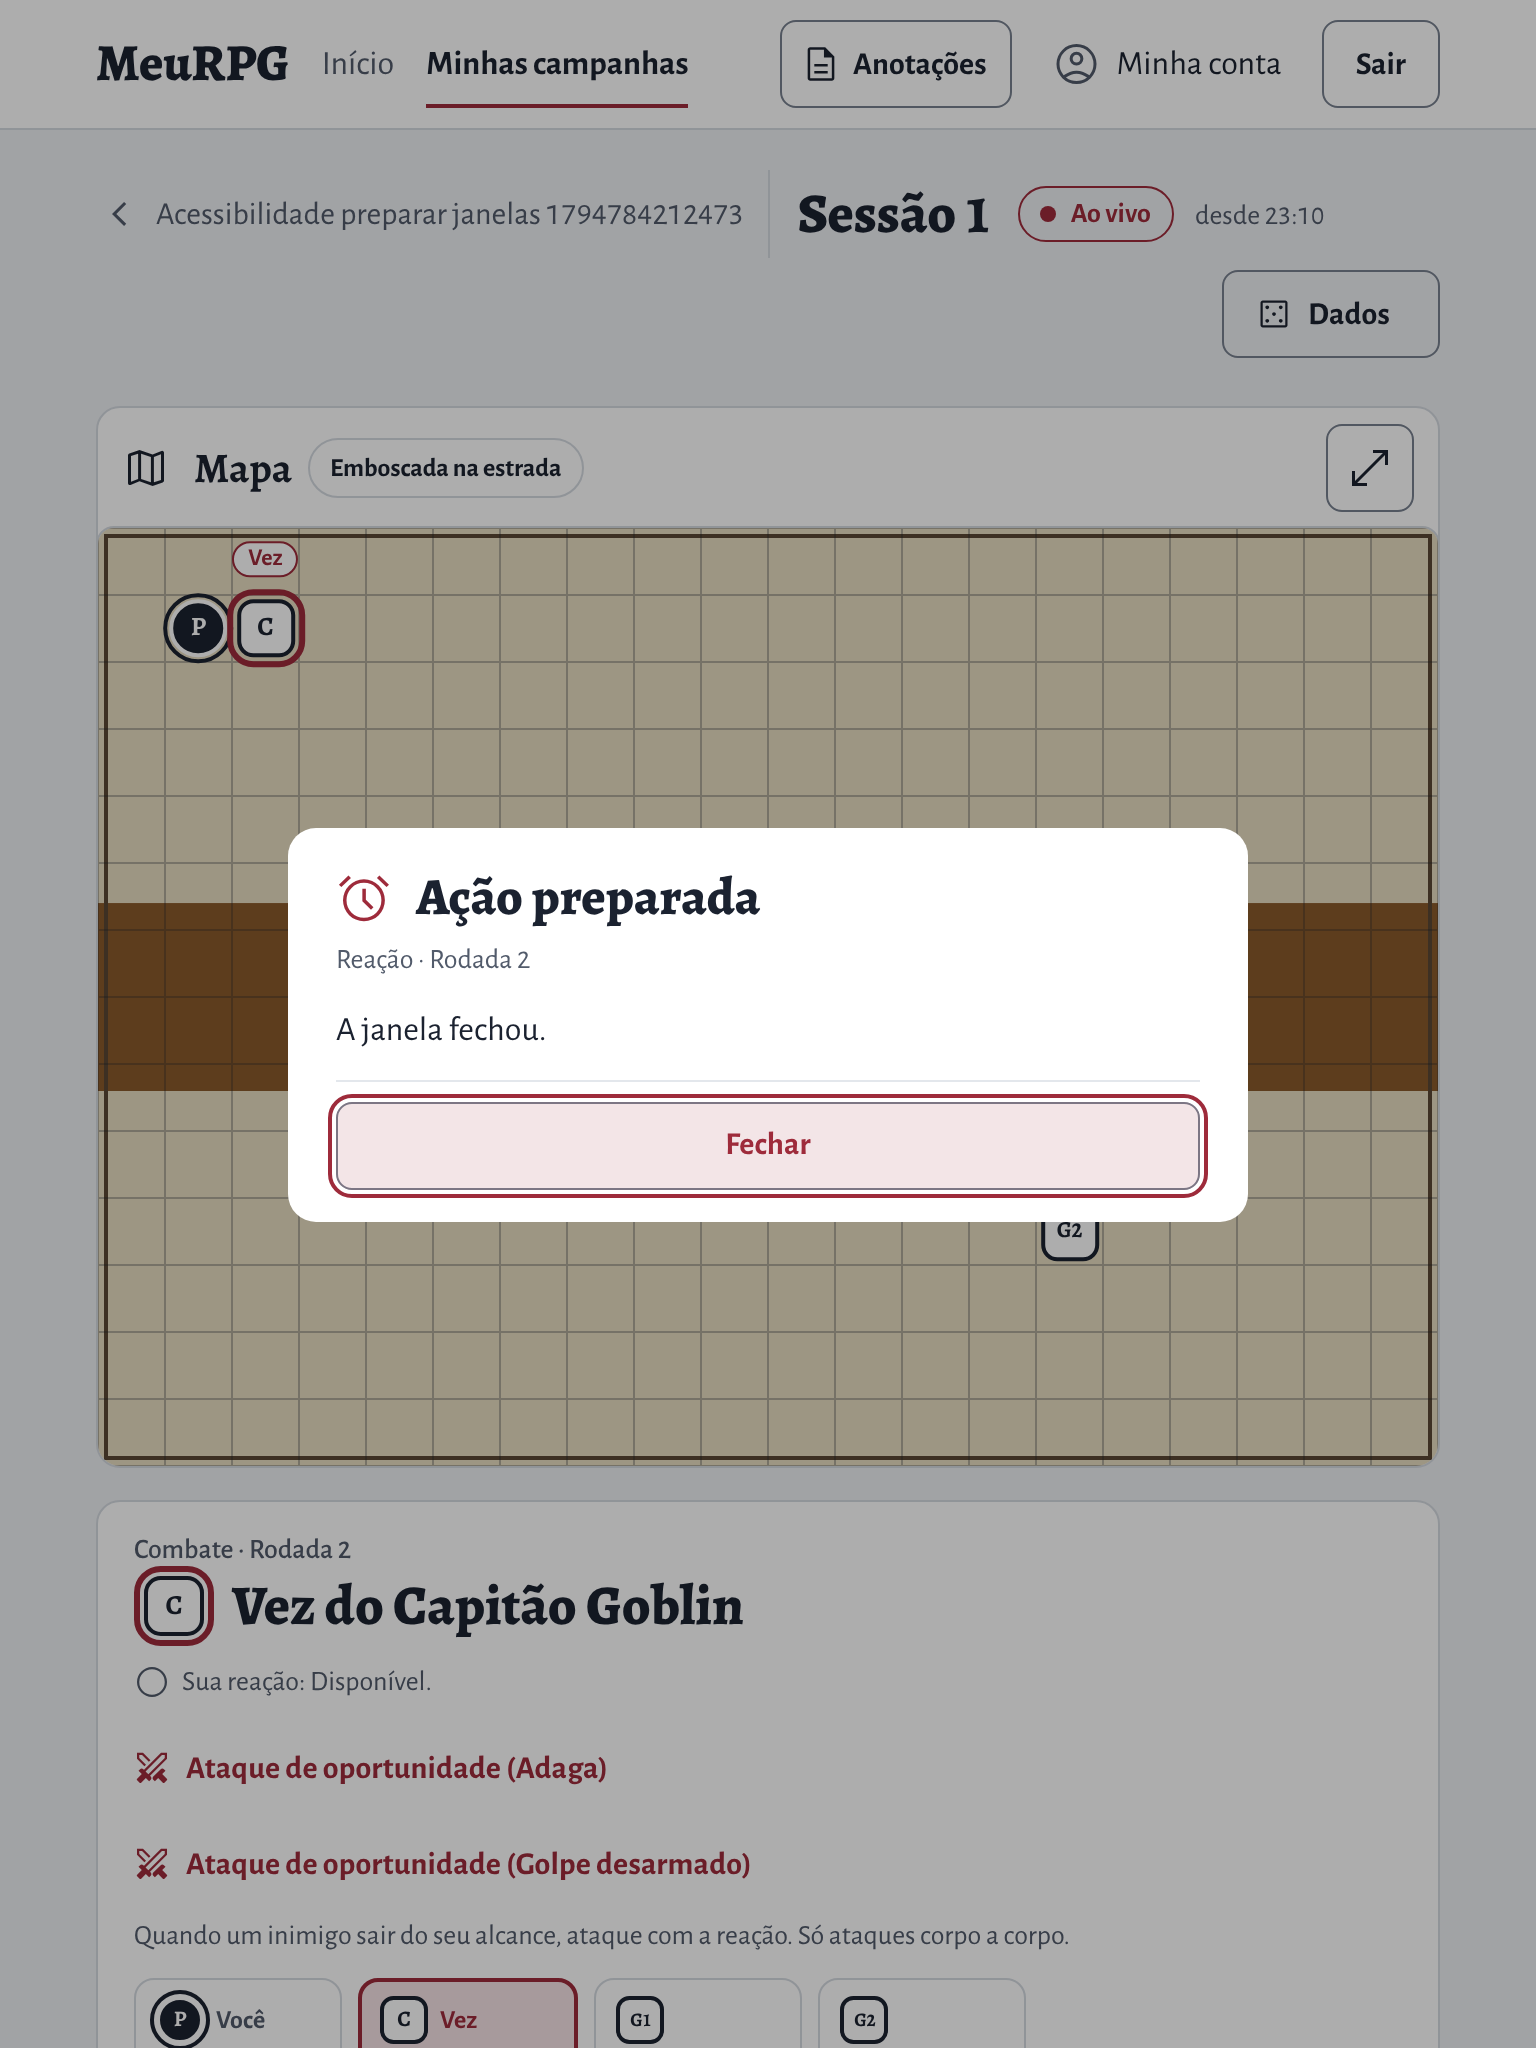 MeuRPG Início Minhas campanhas Anotações Minha conta Sair
Acessibilidade preparar janelas 1794784212473 Sessão 1 Ao vivo desde 23:10
Dados
Mapa Emboscada na estrada
Vez
P C
Ação preparada
Reação · Rodada 2
A janela fechou.
Fechar
G2
Combate · Rodada 2
C Vez do Capitão Goblin
Sua reação: Disponível.
Ataque de oportunidade (Adaga)
Ataque de oportunidade (Golpe desarmado)
Quando um inimigo sair do seu alcance, ataque com a reação. Só ataques corpo a corpo.
P Você C Vez G1 G2